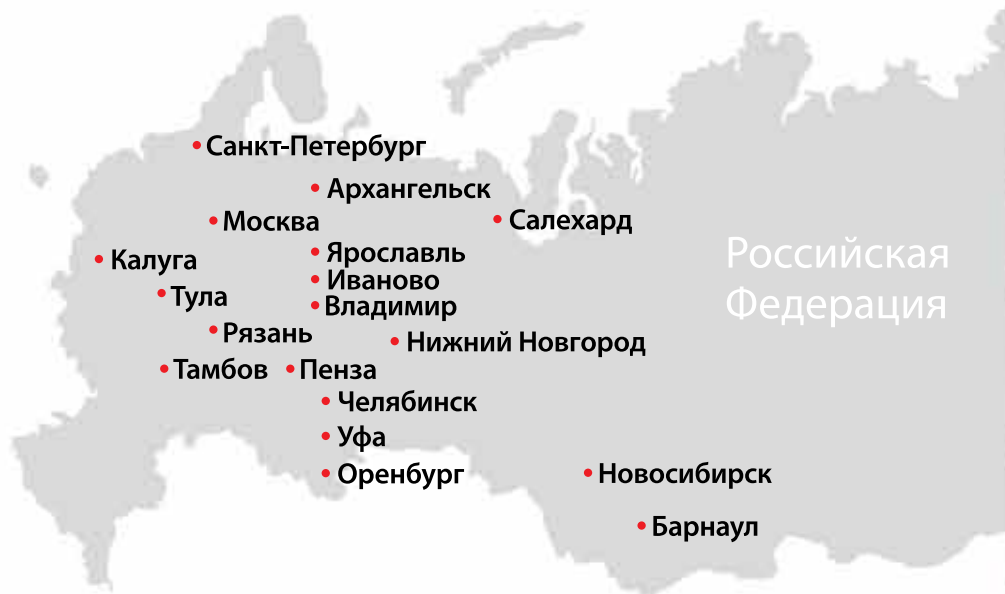 Санкт-Петербург
Архангельск
Москва
Салехард
Ярославль
Калуга
Иваново
Тула
Владимир
Рязань
Нижний Новгород
Тамбов
Пенза
Челябинск
Уфа
Оренбург
Новосибирск
Барнаул
Российская
Федерация